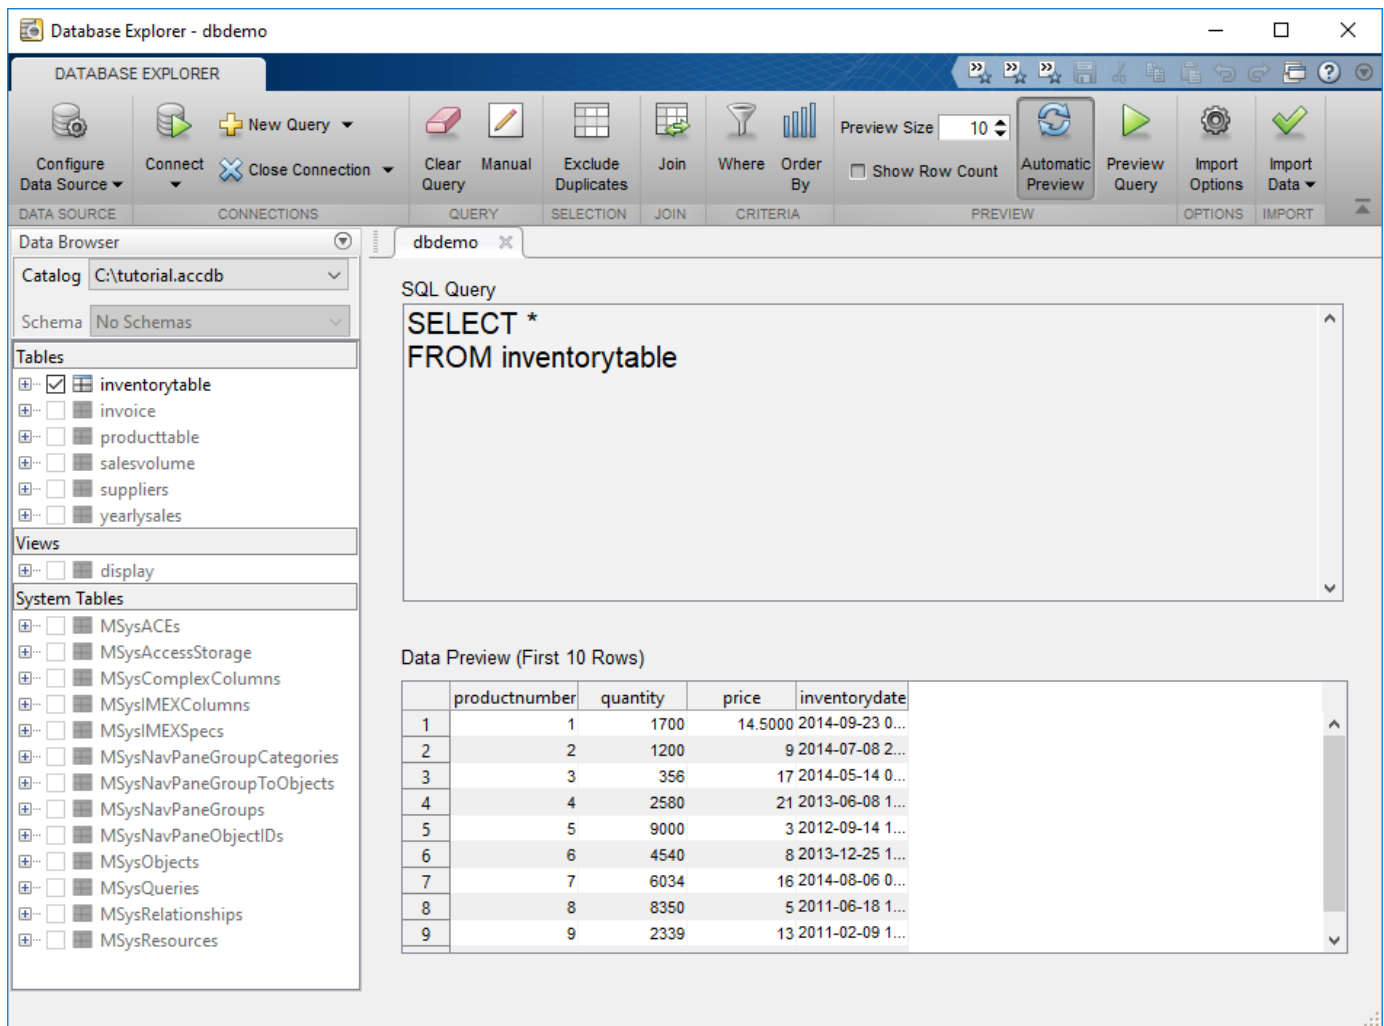 Database Explorer - dbdemo
DATABASE EXPLORER
Configure Data Source
Connect
New Query
Close Connection
Clear Query
Manual
Exclude Duplicates
Join
Where
Order By
Preview Size 10
Show Row Count
Automatic Preview
Preview Query
Import Options
Import Data
DATA SOURCE CONNECTIONS QUERY SELECTION JOIN CRITERIA PREVIEW OPTIONS IMPORT
Data Browser
Catalog C:\tutorial.accdb
Schema No Schemas
Tables
inventorytable
invoice
producttable
salesvolume
suppliers
yearlysales
Views
display
System Tables
MSysACEs
MSysAccessStorage
MSysComplexColumns
MSysIMEXColumns
MSysIMEXSpecs
MSysNavPaneGroupCategories
MSysNavPaneGroupToObjects
MSysNavPaneGroups
MSysNavPaneObjectIDs
MSysObjects
MSysQueries
MSysRelationships
MSysResources
dbdemo
SQL Query
SELECT *
FROM inventorytable
Data Preview (First 10 Rows)
productnumber quantity price inventorydate
1 1 1700 14.5000 2014-09-23 0...
2 2 1200 9 2014-07-08 2...
3 3 356 17 2014-05-14 0...
4 4 2580 21 2013-06-08 1...
5 5 9000 3 2012-09-14 1...
6 6 4540 8 2013-12-25 1...
7 7 6034 16 2014-08-06 0...
8 8 8350 5 2011-06-18 1...
9 9 2339 13 2011-02-09 1...